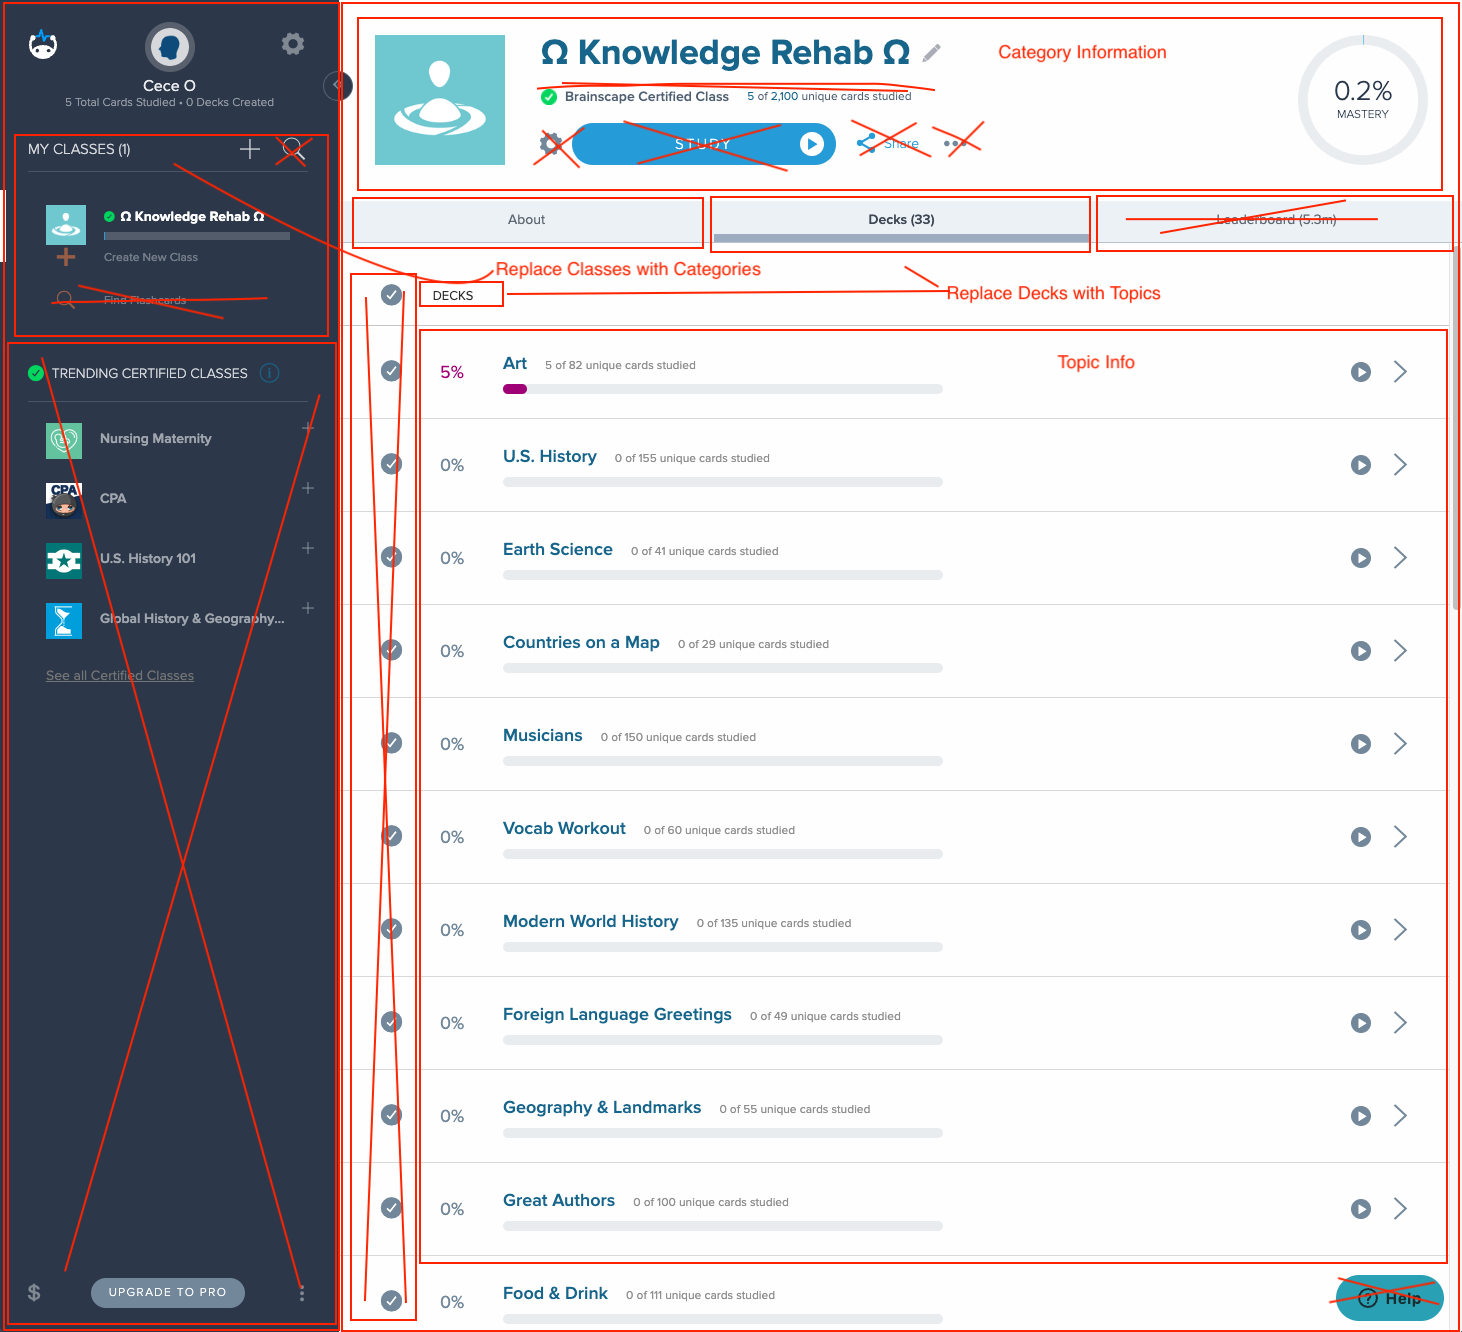 Cece O
5 Total Cards Studied • 0 Decks Created
MY CLASSES (1)
Ω Knowledge Rehab Ω
Create New Class
Find Flashcards
TRENDING CERTIFIED CLASSES
Nursing Maternity
CPA
CPA
U.S. History 101
Global History & Geography...
See all Certified Classes
$
UPGRADE TO PRO
Ω Knowledge Rehab Ω
Category Information
Brainscape Certified Class 5 of 2,100 unique cards studied
STUDY
Share
0.2%
MASTERY
About
Decks (33)
Leaderboard (5.3m)
Replace Classes with Categories
DECKS
Replace Decks with Topics
5% Art 5 of 82 unique cards studied
Topic Info
0% U.S. History 0 of 155 unique cards studied
0% Earth Science 0 of 41 unique cards studied
0% Countries on a Map 0 of 29 unique cards studied
0% Musicians 0 of 150 unique cards studied
0% Vocab Workout 0 of 60 unique cards studied
0% Modern World History 0 of 135 unique cards studied
0% Foreign Language Greetings 0 of 49 unique cards studied
0% Geography & Landmarks 0 of 55 unique cards studied
0% Great Authors 0 of 100 unique cards studied
0% Food & Drink 0 of 111 unique cards studied
Help